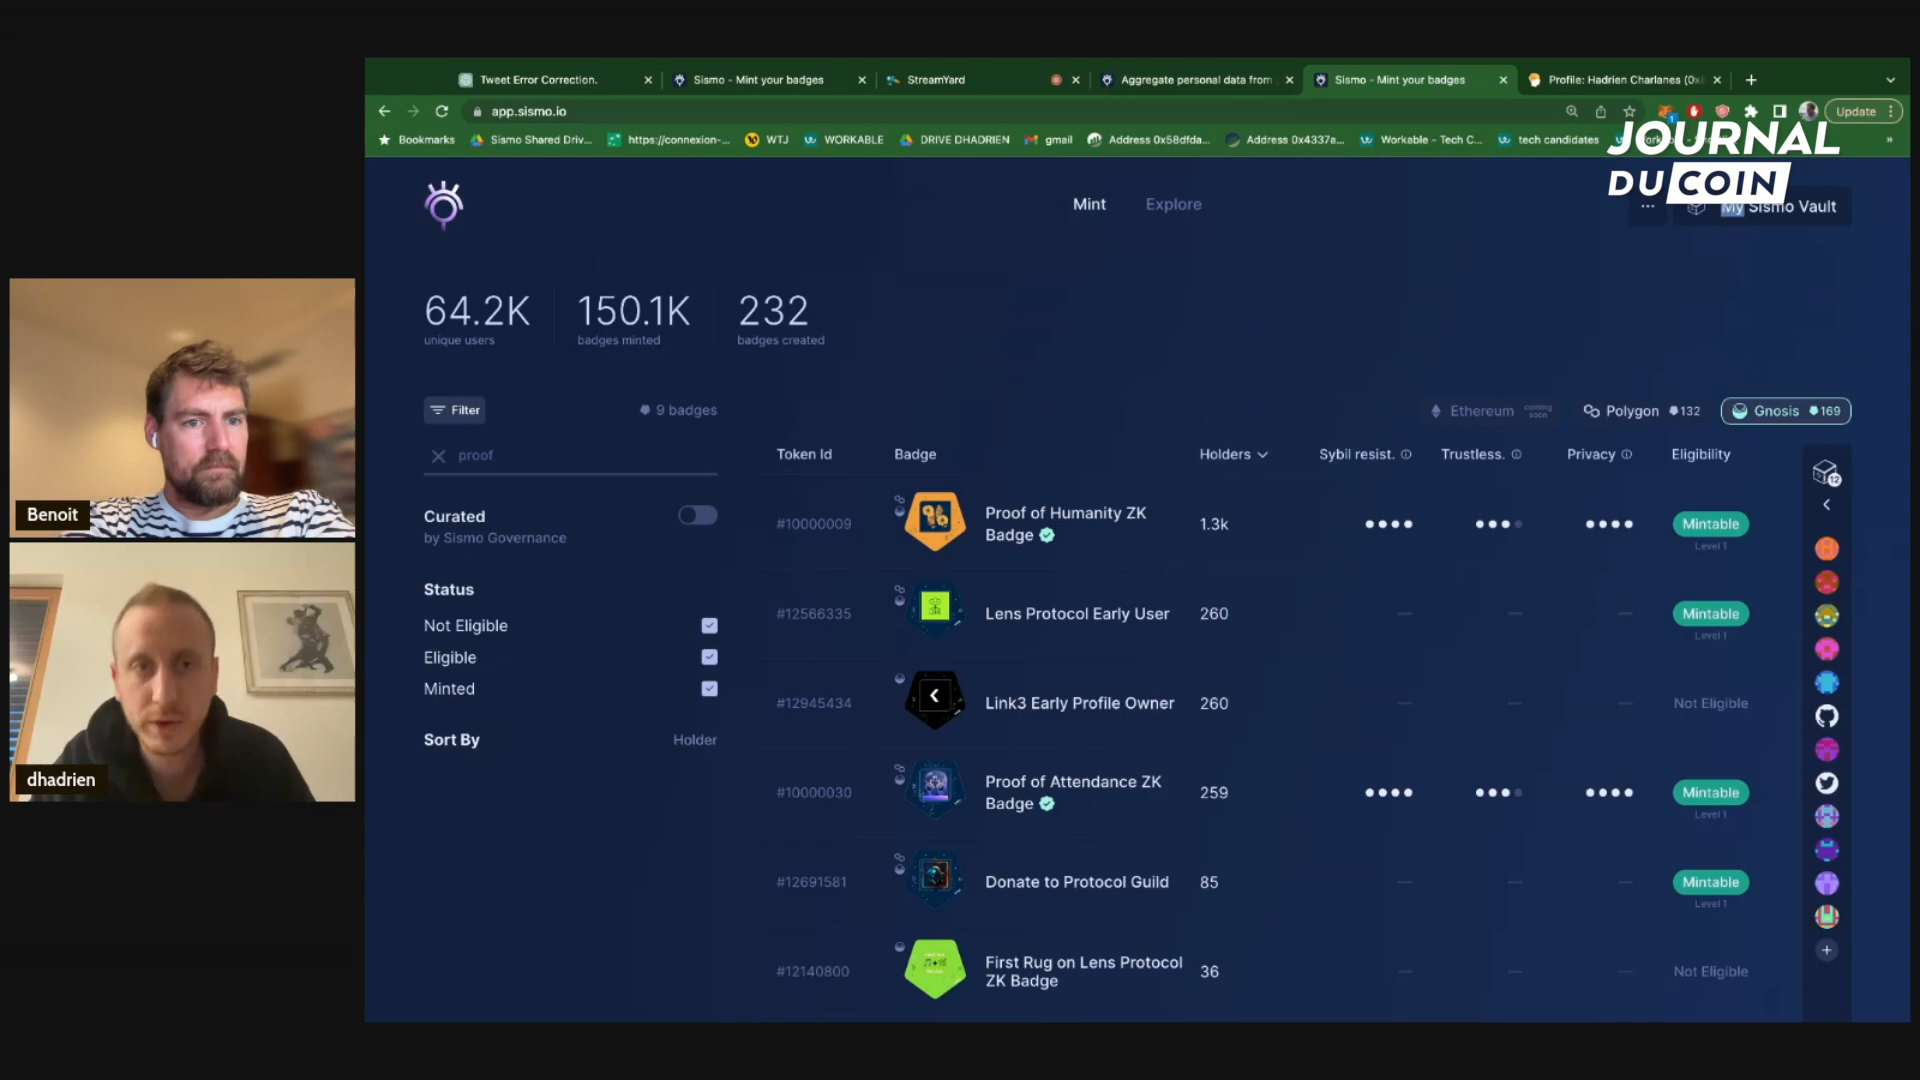 Tweet Error Correction.
Sismo - Mint your badges
StreamYard
Aggregate personal data from
Sismo - Mint your badges
Profile: Hadrien Charlanes (0x
app.sismo.io
Update
Bookmarks
Sismo Shared Driv...
https://connexion-...
WTJ
WORKABLE
DRIVE DHADRIEN
gmail
Address 0x58dfda...
Address 0x4337a...
Workable - Tech C...
tech candidates
JOURNAL
DU COIN
Mint
Explore
My Sismo Vault
64.2K
unique users
150.1K
badges minted
232
badges created
Filter
9 badges
Ethereum coming soon
Polygon 132
Gnosis 169
proof
Curated
by Sismo Governance
Status
Not Eligible
Eligible
Minted
Sort By Holder
Token Id Badge Holders Sybil resist. Trustless. Privacy Eligibility
12
#10000009 Proof of Humanity ZK Badge 1.3k Mintable
Level 1
#12566335 Lens Protocol Early User 260 Mintable
Level 1
#12945434 Link3 Early Profile Owner 260 Not Eligible
#10000030 Proof of Attendance ZK Badge 259 Mintable
Level 1
#12691581 Donate to Protocol Guild 85 Mintable
Level 1
#12140800 First Rug on Lens Protocol ZK Badge 36 Not Eligible
Benoit
dhadrien